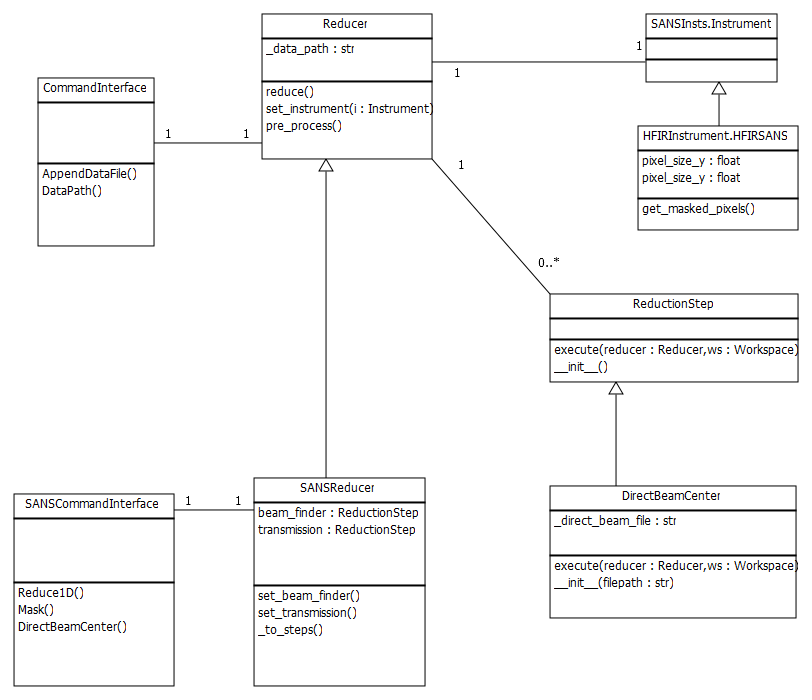 Reducer
_data_path : str
reduce()
set_instrument(i : Instrument)
pre_process()
SANSInsts.Instrument
1
1
CommandInterface
AppendDataFile()
DataPath()
1
1
HFIRInstrument.HFIRSANS
pixel_size_y : float
pixel_size_y : float
get_masked_pixels()
1
0..*
ReductionStep
execute(reducer : Reducer,ws : Workspace)
__init__()
SANSCommandInterface
Reduce1D()
Mask()
DirectBeamCenter()
1
1
SANSReducer
beam_finder : ReductionStep
transmission : ReductionStep
set_beam_finder()
set_transmission()
_to_steps()
DirectBeamCenter
_direct_beam_file : str
execute(reducer : Reducer,ws : Workspace)
__init__(filepath : str)